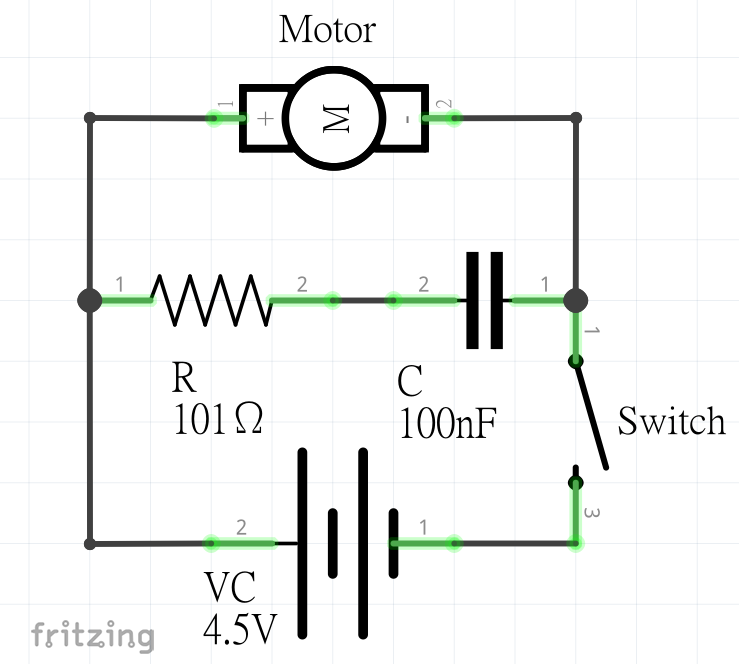 Motor
1
+
M
-
2
1
2
2
1
R
101Ω
C
100nF
1
Switch
3
2
1
VC
4.5V
fritzing